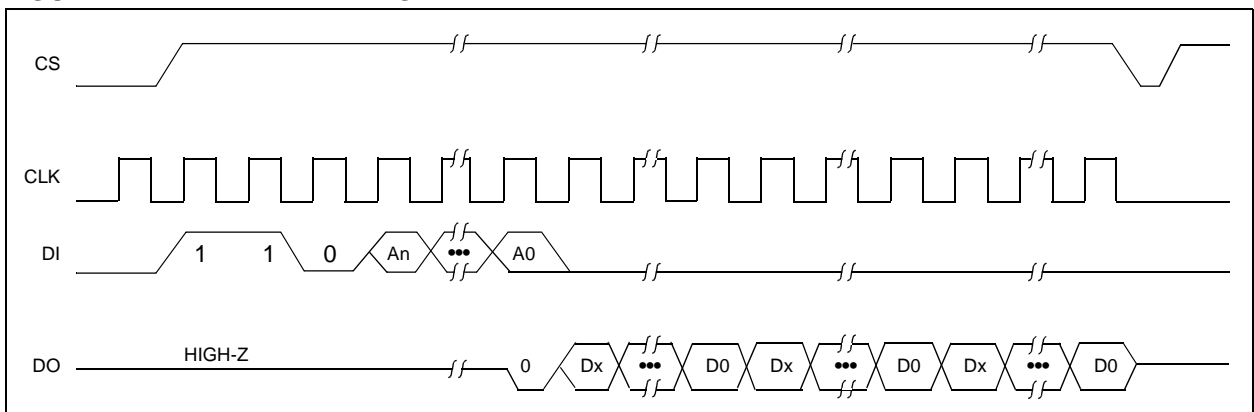 CS
CLK
DI 1 1 0 An ••• A0
DO HIGH-Z 0 Dx ••• D0 Dx ••• D0 Dx ••• D0